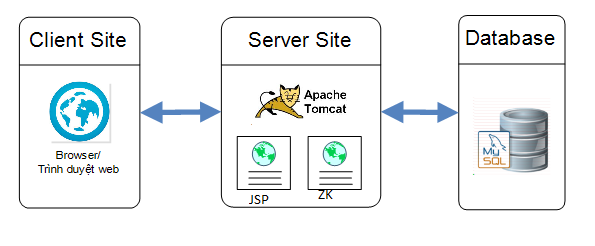 Client Site
Server Site
Database
Browser/
Trình duyệt web
Apache
Tomcat
JSP
ZK
My
SQL